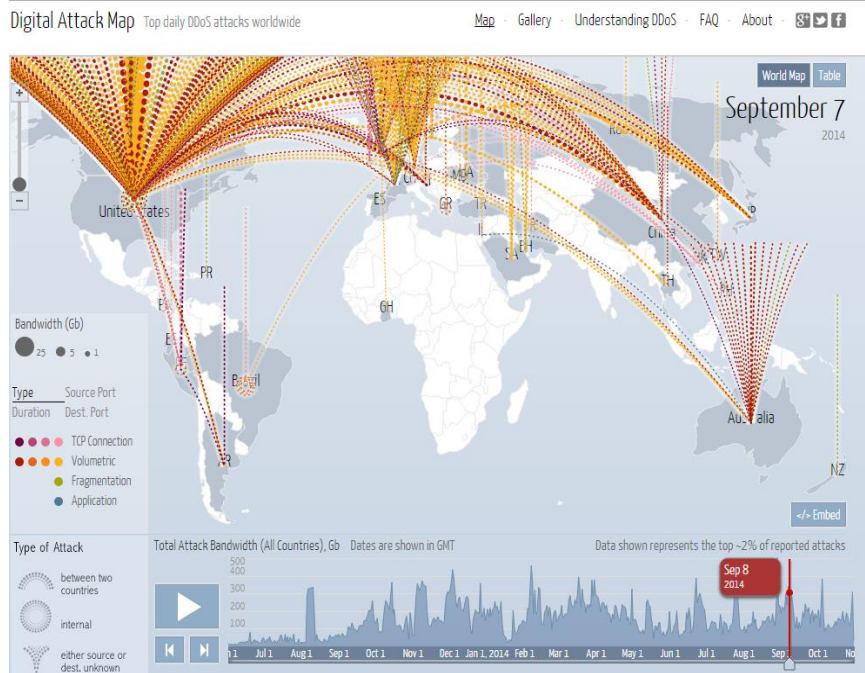 Digital Attack Map Top daily DDoS attacks worldwide
Map · Gallery · Understanding DDoS · FAQ · About
World Map Table
September 7
2014
United States
PR
ES
GR
TR
IL
SA
BH
GH
China
TH
Brazil
AR
Australia
NZ
Bandwidth (Gb)
25 5 1
Type Source Port
Duration Dest. Port
TCP Connection
Volumetric
Fragmentation
Application
</> Embed
Type of Attack
between two
countries
internal
either source or
dest. unknown
Total Attack Bandwidth (All Countries), Gb Dates are shown in GMT
Data shown represents the top ~2% of reported attacks
500
400
300
200
100
Sep 8
2014
Jul 1 Aug 1 Sep 1 Oct 1 Nov 1 Dec 1 Jan 1, 2014 Feb 1 Mar 1 Apr 1 May 1 Jun 1 Jul 1 Aug 1 Sep Oct 1